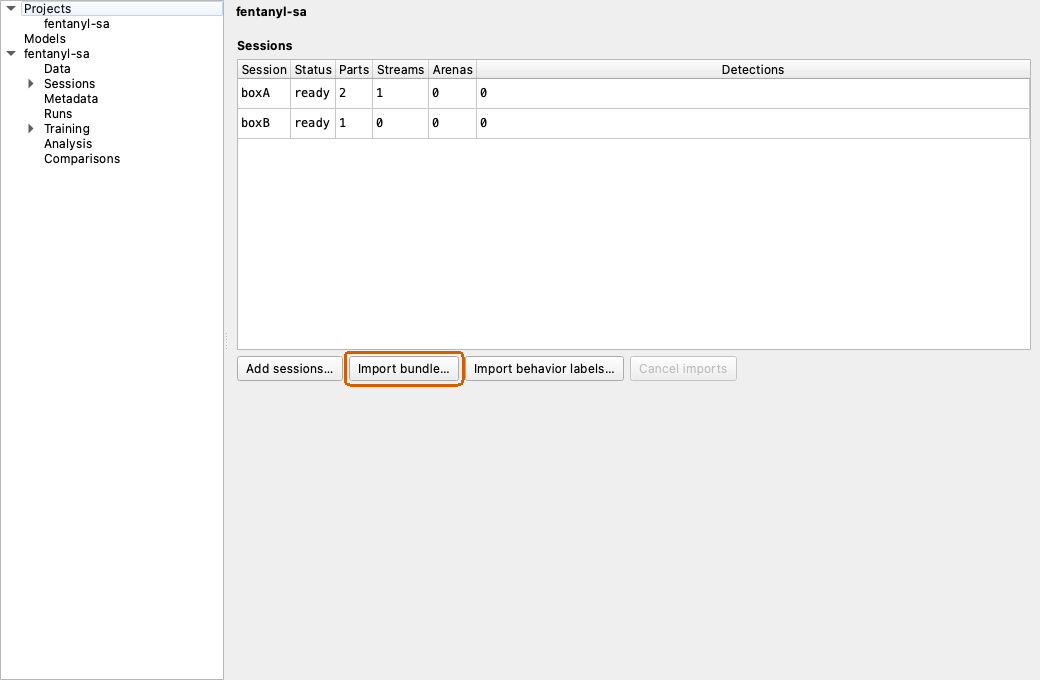 Projects
fentanyl-sa
Models
fentanyl-sa
Data
Sessions
Metadata
Runs
Training
Analysis
Comparisons
fentanyl-sa
Sessions
Session Status Parts Streams Arenas Detections
boxA ready 2 1 0 0
boxB ready 1 0 0 0
Add sessions... Import bundle... Import behavior labels... Cancel imports